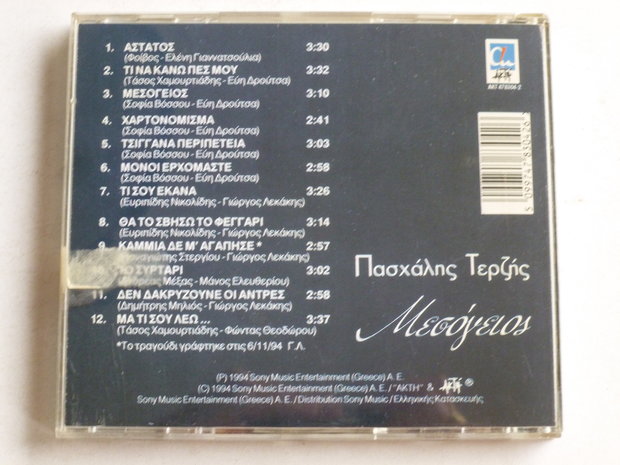 1. ΑΣΤΑΤΟΣ 3:30
(Φοίβος - Ελένη Γιαννατσούλια)
2. ΤΙ ΝΑ ΚΑΝΩ ΠΕΣ ΜΟΥ 3:32
(Τάσος Χαμουρτιάδης - Εύη Δρούτσα)
3. ΜΕΣΟΓΕΙΟΣ 3:10
(Σοφία Βόσσου - Εύη Δρούτσα)
4. ΧΑΡΤΟΝΟΜΙΣΜΑ 2:41
(Σοφία Βόσσου - Εύη Δρούτσα)
5. ΤΣΙΓΓΑΝΑ ΠΕΡΙΠΕΤΕΙΑ 3:03
(Σοφία Βόσσου - Εύη Δρούτσα)
6. ΜΟΝΟΙ ΕΡΧΟΜΑΣΤΕ 2:58
(Σοφία Βόσσου - Εύη Δρούτσα)
7. ΤΙ ΣΟΥ ΕΚΑΝΑ 3:26
(Ευριπίδης Νικολίδης - Γιώργος Λεκάκης)
8. ΘΑ ΤΟ ΣΒΗΣΩ ΤΟ ΦΕΓΓΑΡΙ 3:14
(Ευριπίδης Νικολίδης - Γιώργος Λεκάκης)
9. ΚΑΜΜΙΑ ΔΕ Μ' ΑΓΑΠΗΣΕ * 2:57
(Παναγιώτης Στεργίου - Γιώργος Λεκάκης)
10. ΤΟ ΣΥΡΤΑΡΙ 3:02
(Ανδρέας Μέξας - Μάνος Ελευθερίου)
11. ΔΕΝ ΔΑΚΡΥΖΟΥΝΕ ΟΙ ΑΝΤΡΕΣ 2:58
(Δημήτρης Μηλιός - Γιώργος Λεκάκης)
12. ΜΑ ΤΙ ΣΟΥ ΛΕΩ ... 3:37
(Τάσος Χαμουρτιάδης - Φώντας Θεοδώρου)
*Το τραγούδι γράφτηκε στις 6/11/94 Γ.Λ.
Πασχάλης Τερζής
Μεσόγειος
(P) 1994 Sony Music Entertainment (Greece) A. E.
(C) 1994 Sony Music Entertainment (Greece) A. E. / "AKTH" & ΑΚΤΗ ®
Sony Music Entertainment (Greece) A. E. / Distribution Sony Music / Ελληνικής Κατασκευής